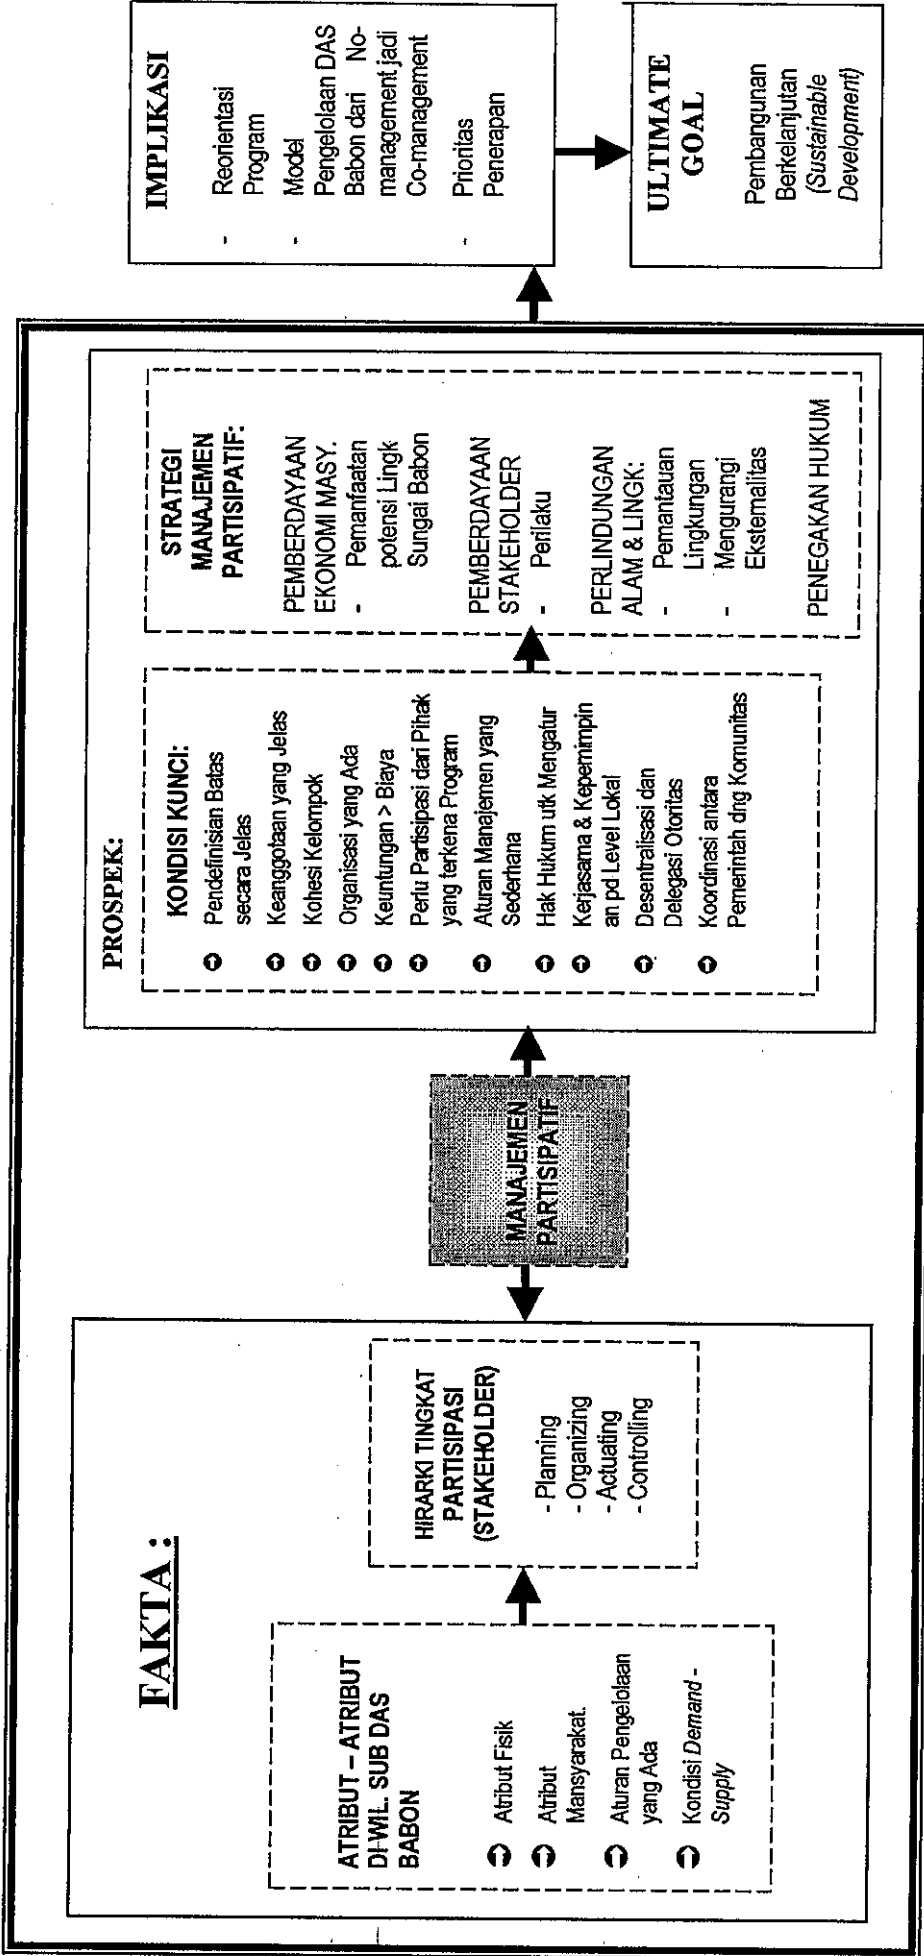 FAKTA :
ATRIBUT – ATRIBUT
DI-WIL. SUB DAS
BABON
Atribut Fisik
Atribut
Mansyarakat.
Aturan Pengelolaan
yang Ada
Kondisi Demand -
Supply
HIRARKI TINGKAT
PARTISIPASI
(STAKEHOLDER)
- Planning
- Organizing
- Actuating
- Controlling
MANAJEMEN
PARTISIPATIF
PROSPEK:
KONDISI KUNCI:
Pendefinisian Batas
secara Jelas
Keanggotaan yang Jelas
Kohesi Kelompok
Organisasi yang Ada
Keuntungan > Biaya
Perlu Partisipasi dari Pihak
yang terkena Program
Aturan Manajemen yang
Sederhana
Hak Hukum utk Mengatur
Kerjasama & Kepemimpin
an pd Level Lokal
Desentralisasi dan
Delegasi Otoritas
Koordinasi antara
Pemerintah dng Komunitas
STRATEGI
MANAJEMEN
PARTISIPATIF:
PEMBERDAYAAN
EKONOMI MASY.
- Pemanfaatan
potensi Lingk
Sungai Babon
PEMBERDAYAAN
STAKEHOLDER
- Perilaku
PERLINDUNGAN
ALAM & LINGK:
- Pemantauan
Lingkungan
- Mengurangi
Eksternalitas
PENEGAKAN HUKUM
IMPLIKASI
- Reorientasi
Program
- Model
Pengelolaan DAS
Babon dari No-
management jadi
Co-management
- Prioritas
Penerapan
ULTIMATE
GOAL
Pembangunan
Berkelanjutan
(Sustainable
Development)